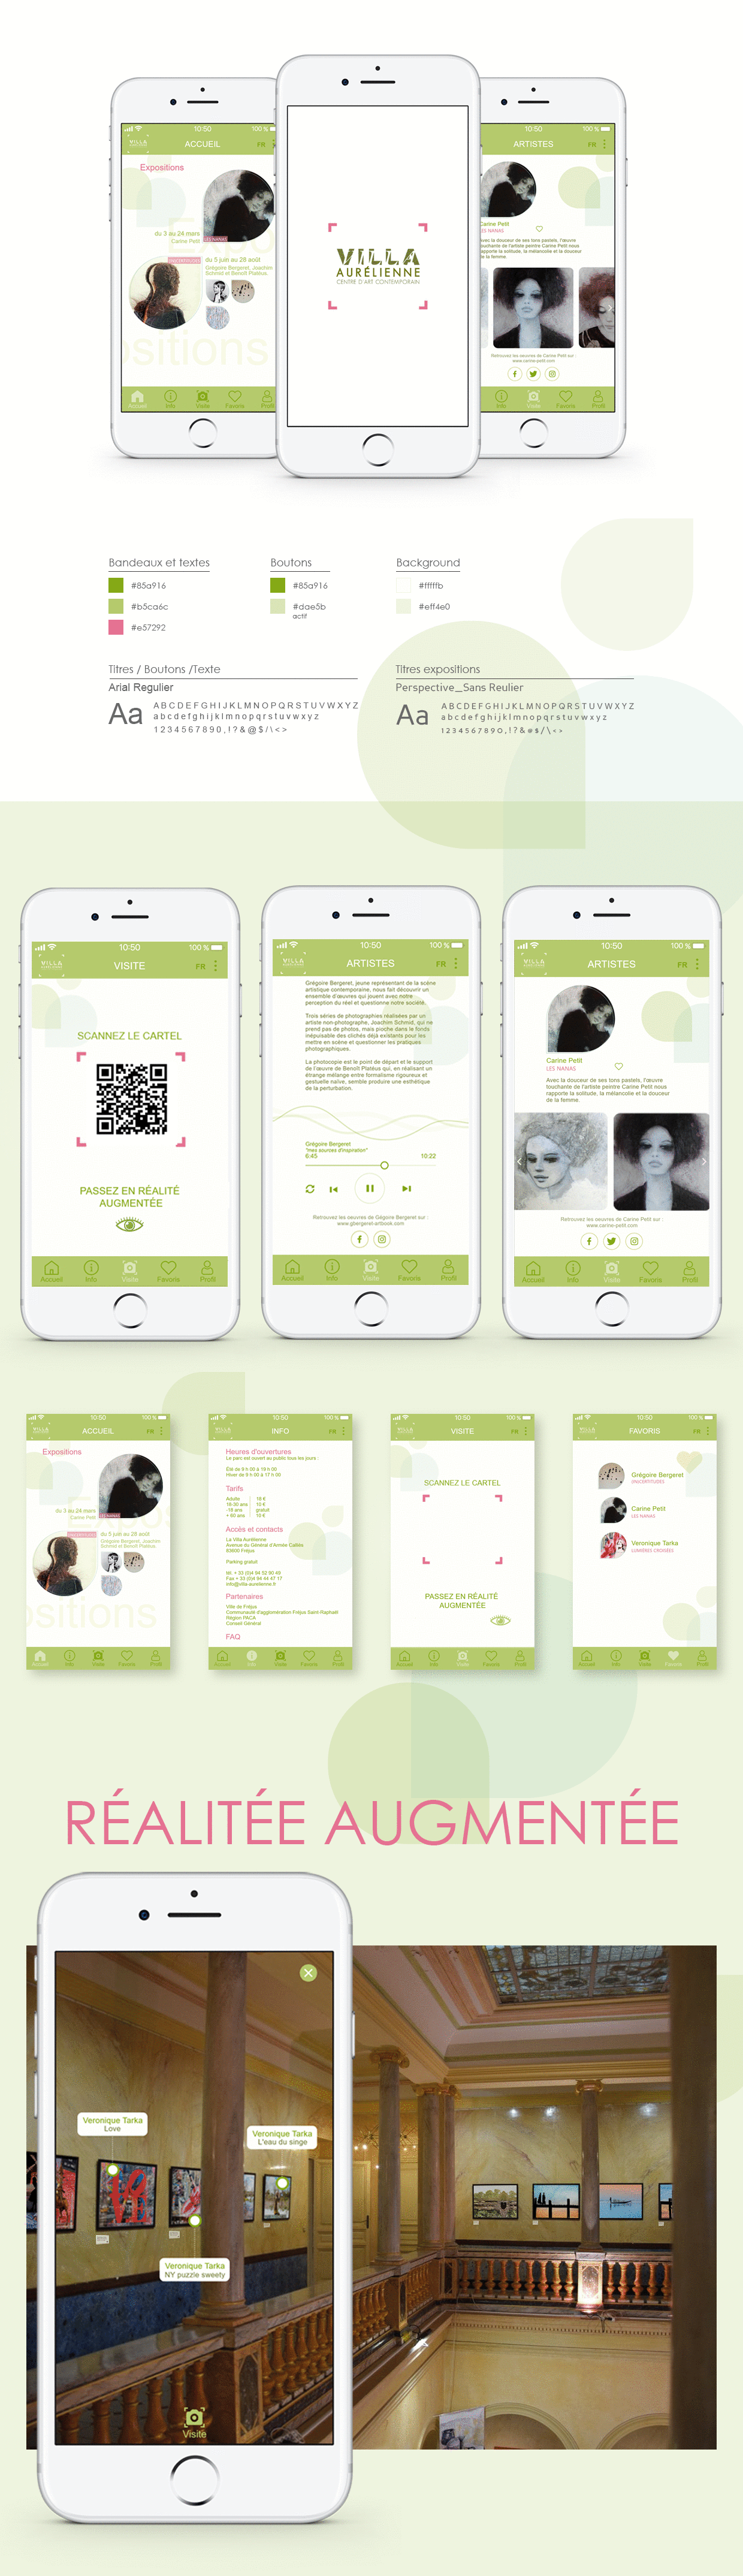 10:50
100 %
VILLA
ACCUEIL
FR
Expositions
du 3 au 24 mars
Carine Petit
LES NANAS
INCERTITUDES
du 5 juin au 28 août
Grégoire Bergeret, Joachim
Schmid et Benoît Platéus.
ositions
Accueil
Info
Visite
Favoris
Profil
VILLA
AURÉLIENNE
CENTRE D'ART CONTEMPORAIN
10:50
100 %
ARTISTES
FR
Carine Petit
LES NANAS
Avec la douceur de ses tons pastels, l'œuvre
touchante de l'artiste peintre Carine Petit nous
rapporte la solitude, la mélancolie et la douceur
de la femme.
Retrouvez les oeuvres de Carine Petit sur :
www.carine-petit.com
Info
Visite
Favoris
Profil
Bandeaux et textes
#85a916
#b5ca6c
#e57292
Boutons
#85a916
#dae5b
actif
Background
#fffffb
#eff4e0
Titres / Boutons /Texte
Arial Regulier
Aa
ABCDEFGHIJKLMNOPQRSTUVWXYZ
abcdefghijklmnopqrstuvwxyz
1234567890,!?&@$/\<>
Titres expositions
Perspective_Sans Reulier
Aa
ABCDEFGHIJKLMNOPQRSTUVWXYZ
abcdefghijklmnopqrstuvwxyz
1234567890,!?&@$/\<>
10:50
100 %
VILLA
VISITE
FR
SCANNEZ LE CARTEL
PASSEZ EN RÉALITÉ
AUGMENTÉE
Accueil
Info
Visite
Favoris
Profil
10:50
100 %
VILLA
ARTISTES
FR
Grégoire Bergeret, jeune représentant de la scène
artistique contemporaine, nous fait découvrir un
ensemble d'œuvres qui jouent avec notre
perception du réel et questionne notre société.
Trois séries de photographies réalisées par un
artiste non-photographe, Joachim Schmid, qui ne
prend pas de photos, mais pioche dans le fonds
inépuisable des clichés déjà existants pour les
mettre en scène et questionner les pratiques
photographiques.
La photocopie est le point de départ et le support
de l'œuvre de Benoît Platéus qui, en réalisant un
étrange mélange entre formalisme rigoureux et
gestuelle naïve, semble produire une esthétique
de la perturbation.
Grégoire Bergeret
"mes sources d'inspiration"
6:45
10:22
Retrouvez les oeuvres de Gégoire Bergeret sur :
www.gbergeret-artbook.com
Accueil
Info
Visite
Favoris
Profil
10:50
100 %
VILLA
ARTISTES
FR
Carine Petit
LES NANAS
Avec la douceur de ses tons pastels, l'œuvre
touchante de l'artiste peintre Carine Petit nous
rapporte la solitude, la mélancolie et la douceur
de la femme.
Retrouvez les oeuvres de Carine Petit sur :
www.carine-petit.com
Accueil
Info
Visite
Favoris
Profil
10:50
100 %
VILLA
ACCUEIL
FR
Expositions
du 3 au 24 mars
Carine Petit
LES NANAS
INCERTITUDES
du 5 juin au 28 août
Grégoire Bergeret, Joachim
Schmid et Benoît Platéus.
ositions
Accueil
Info
Visite
Favoris
Profil
10:50
100 %
VILLA
INFO
FR
Heures d'ouvertures
Le parc est ouvert au public tous les jours :
Été de 9 h 00 à 19 h 00
Hiver de 9 h 00 à 17 h 00
Tarifs
Adulte 18 €
18-30 ans 10 €
-18 ans gratuit
+ 60 ans 10 €
Accès et contacts
La Villa Aurélienne
Avenue du Général d'Armée Calliès
83600 Fréjus
Parking gratuit
tél. + 33 (0)4 94 52 90 49
Fax + 33 (0)4 94 44 47 17
info@villa-aurelienne.fr
Partenaires
Ville de Fréjus
Communauté d'agglomération Fréjus Saint-Raphaël
Région PACA
Conseil Général
FAQ
Accueil
Info
Visite
Favoris
Profil
10:50
100 %
VILLA
VISITE
FR
SCANNEZ LE CARTEL
PASSEZ EN RÉALITÉ
AUGMENTÉE
Accueil
Info
Visite
Favoris
Profil
10:50
100 %
VILLA
FAVORIS
FR
Grégoire Bergeret
INCERTITUDES
Carine Petit
LES NANAS
Veronique Tarka
LUMIÈRES CROISÉES
Accueil
Info
Visite
Favoris
Profil
RÉALITÉE AUGMENTÉE
Veronique Tarka
Love
Veronique Tarka
L'eau du singe
Veronique Tarka
NY puzzle sweety
Visite